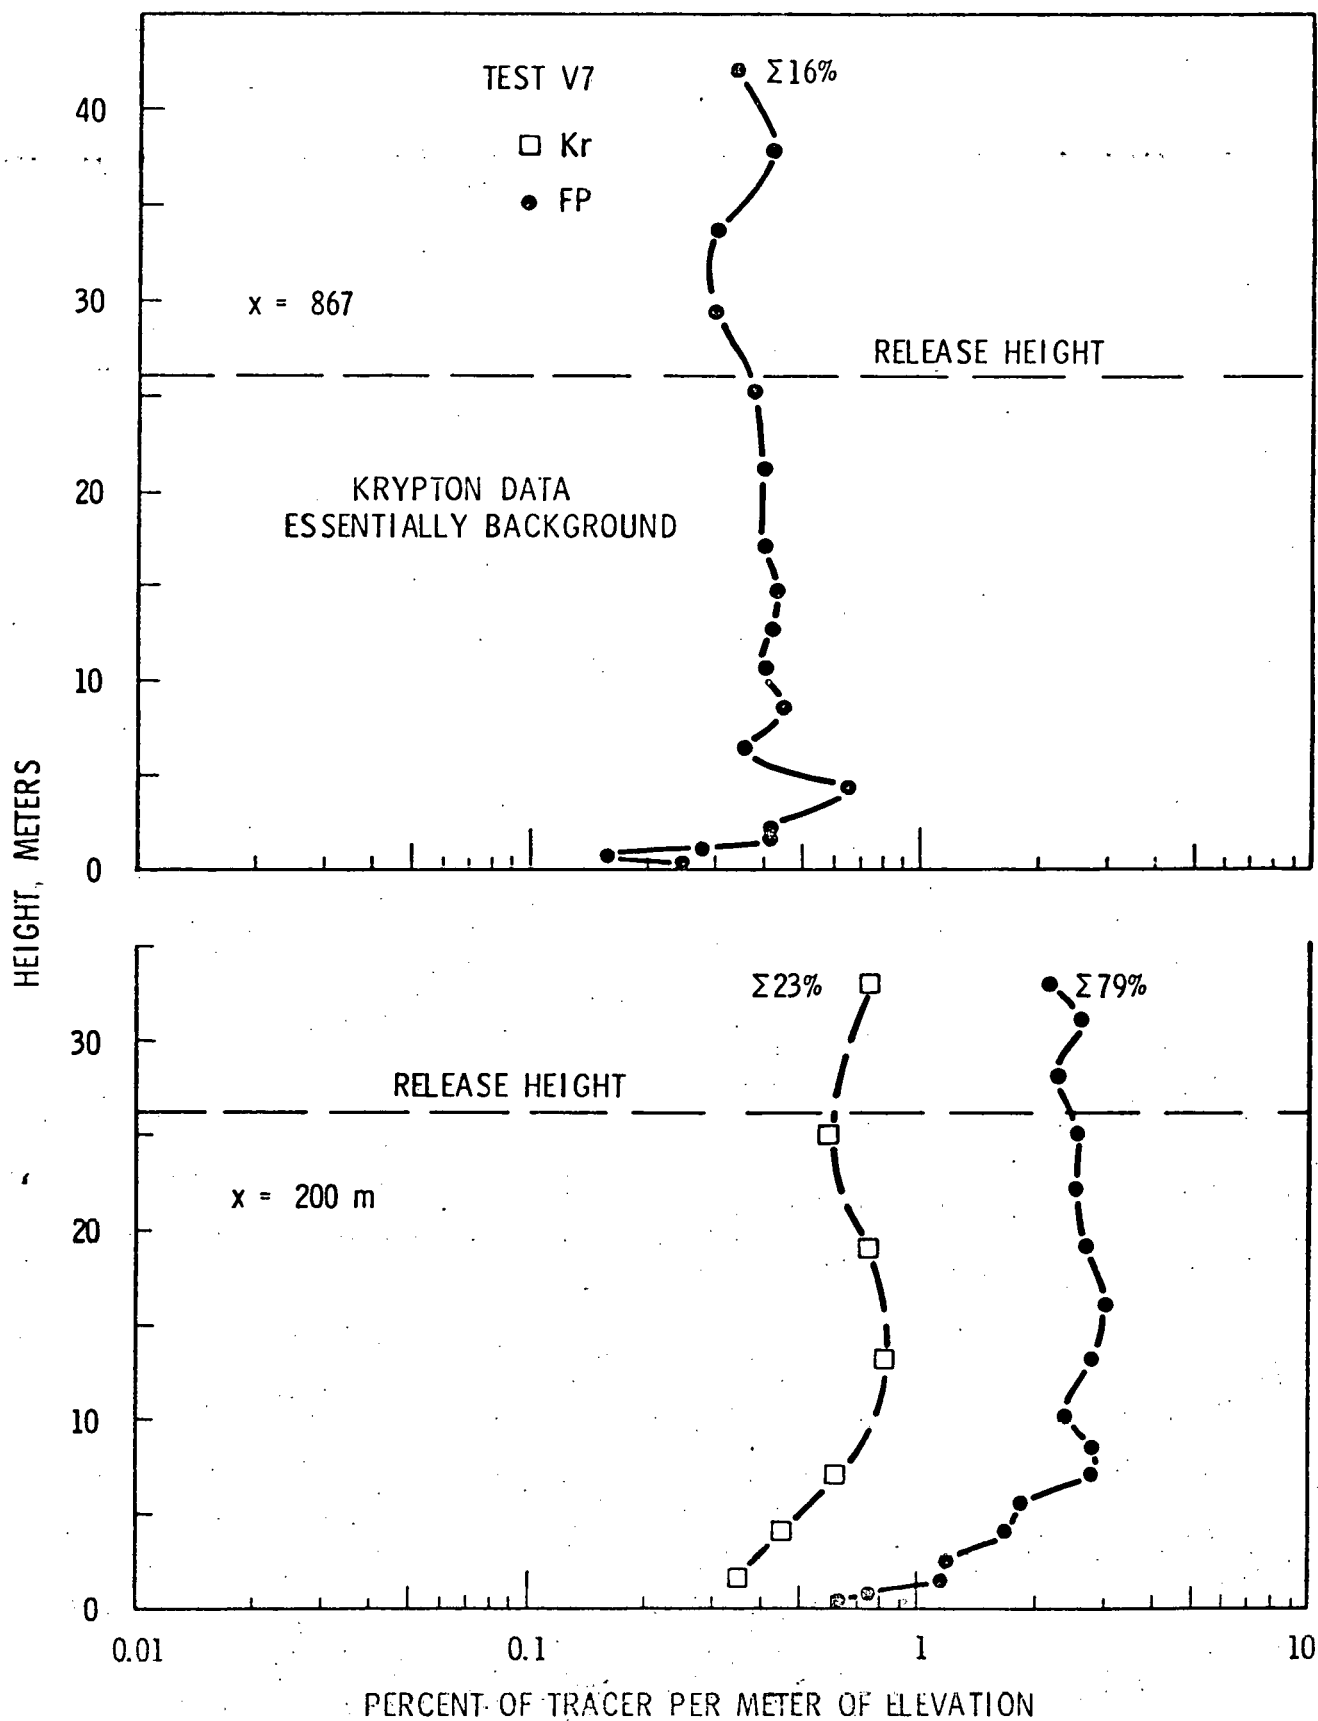 TEST V7
Σ16%
□ Kr
● FP
x = 867
RELEASE HEIGHT
KRYPTON DATA
ESSENTIALLY BACKGROUND
40
30
20
10
0
HEIGHT, METERS
Σ23%
Σ79%
RELEASE HEIGHT
x = 200 m
30
20
10
0
0.01
0.1
1
10
PERCENT OF TRACER PER METER OF ELEVATION